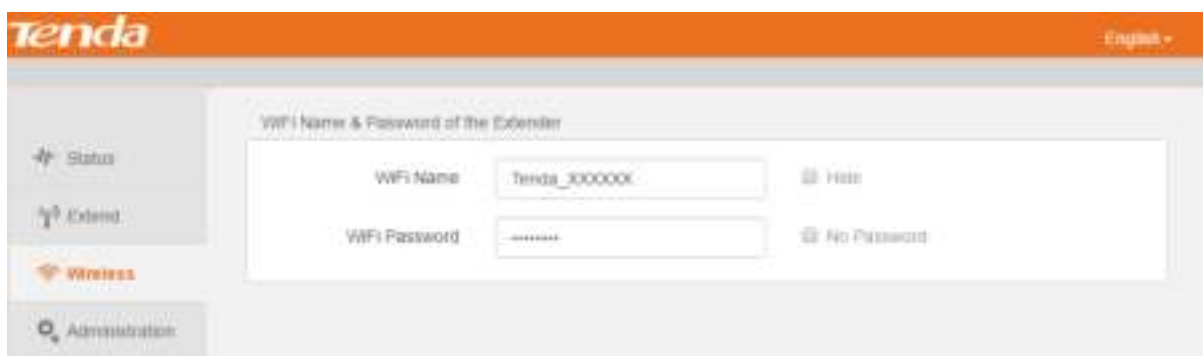 Tenda
English
WiFi Name & Password of the Extender
Status
WiFi Name
Tenda_XXXXXX
Hide
Extend
WiFi Password
No Password
Wireless
Administration